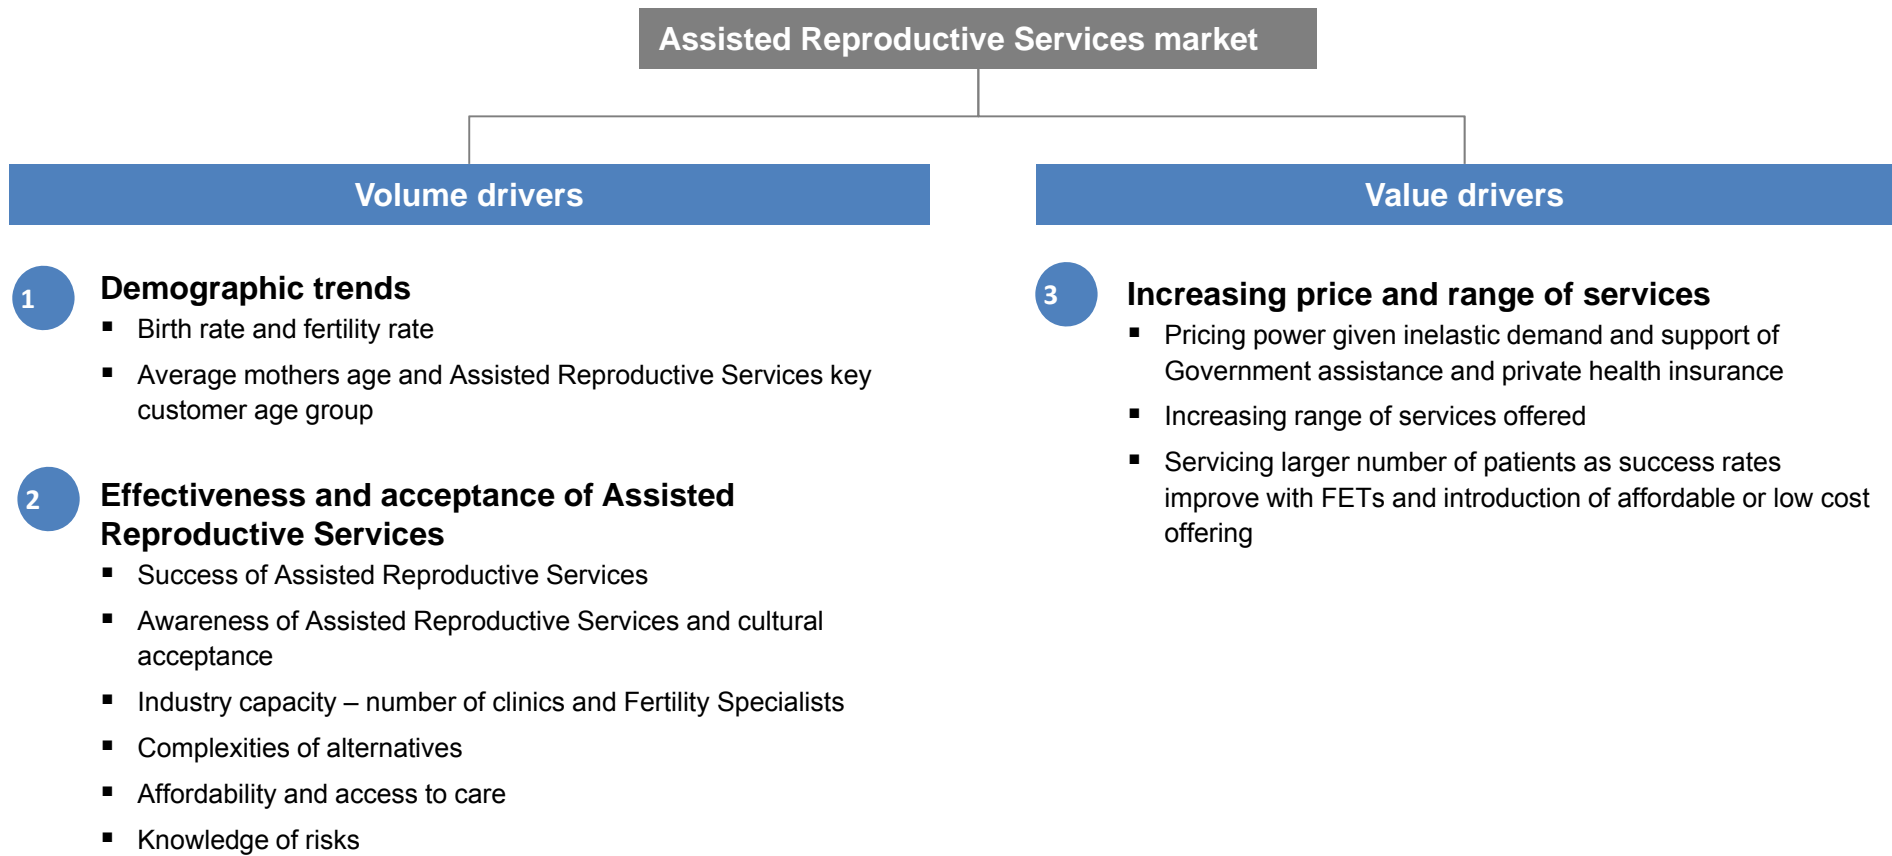 Assisted Reproductive Services market
Volume drivers
1
Demographic trends
▪ Birth rate and fertility rate
▪ Average mothers age and Assisted Reproductive Services key
customer age group
2
Effectiveness and acceptance of Assisted
Reproductive Services
▪ Success of Assisted Reproductive Services
▪ Awareness of Assisted Reproductive Services and cultural
acceptance
▪ Industry capacity – number of clinics and Fertility Specialists
▪ Complexities of alternatives
▪ Affordability and access to care
▪ Knowledge of risks
Value drivers
3
Increasing price and range of services
▪ Pricing power given inelastic demand and support of
Government assistance and private health insurance
▪ Increasing range of services offered
▪ Servicing larger number of patients as success rates
improve with FETs and introduction of affordable or low cost
offering